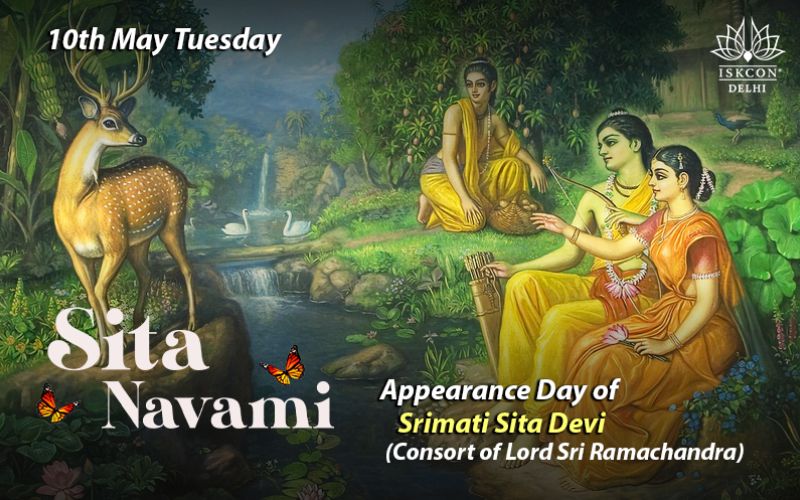 10th May Tuesday
ISKCON
DELHI
Sita
Navami
Appearance Day of
Srimati Sita Devi
(Consort of Lord Sri Ramachandra)